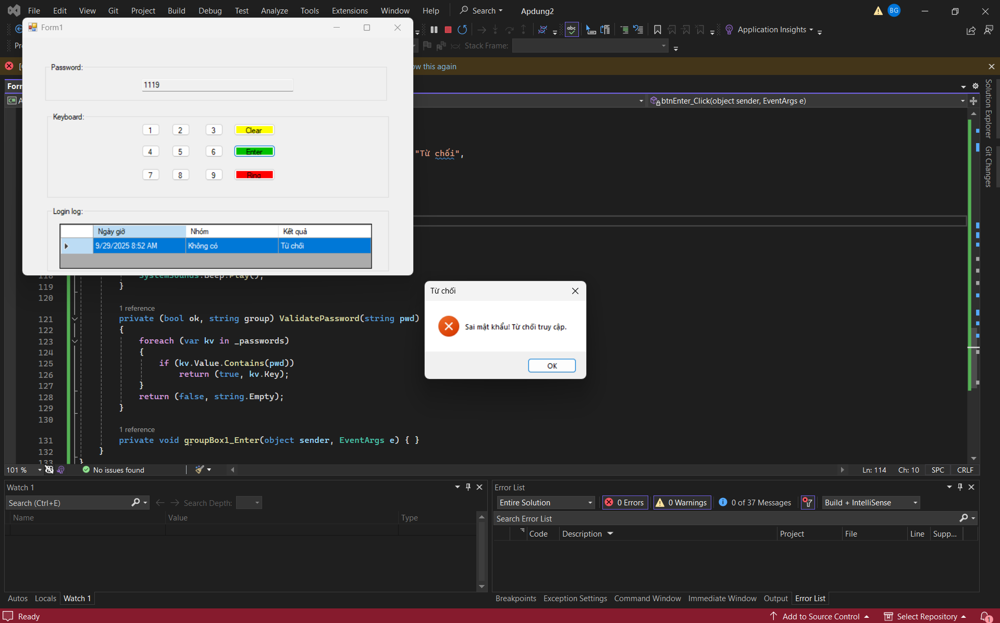 File Edit View Git Project Build Debug Test Analyze Tools Extensions Window Help Search Apdung2 BG
Form1
Application Insights
Stack Frame:
ow this again
Password:
1119
Form
btnEnter_Click(object sender, EventArgs e)
Solution Explorer
Git Changes
Keyboard:
1 2 3 Clear
4 5 6 Enter
7 8 9 Ring
"Từ chối",
Login log:
Ngày giờ Nhóm Kết quả
9/29/2025 8:52 AM Không có Từ chối
118 SystemSounds.Beep.Play();
119 }
120
1 reference
121 private (bool ok, string group) ValidatePassword(string pwd)
122 {
123 foreach (var kv in _passwords)
124 {
125 if (kv.Value.Contains(pwd))
126 return (true, kv.Key);
127 }
128 return (false, string.Empty);
129 }
130
1 reference
131 private void groupBox1_Enter(object sender, EventArgs e) { }
132 }
133 }
Từ chối
Sai mật khẩu! Từ chối truy cập.
OK
101 % No issues found Ln: 114 Ch: 10 SPC CRLF
Watch 1
Search (Ctrl+E) Search Depth:
Name Value Type
Autos Locals Watch 1
Error List
Entire Solution 0 Errors 0 Warnings 0 of 37 Messages Build + IntelliSense
Search Error List
Code Description Project File Line Supp...
Breakpoints Exception Settings Command Window Immediate Window Output Error List
Ready Add to Source Control Select Repository 1